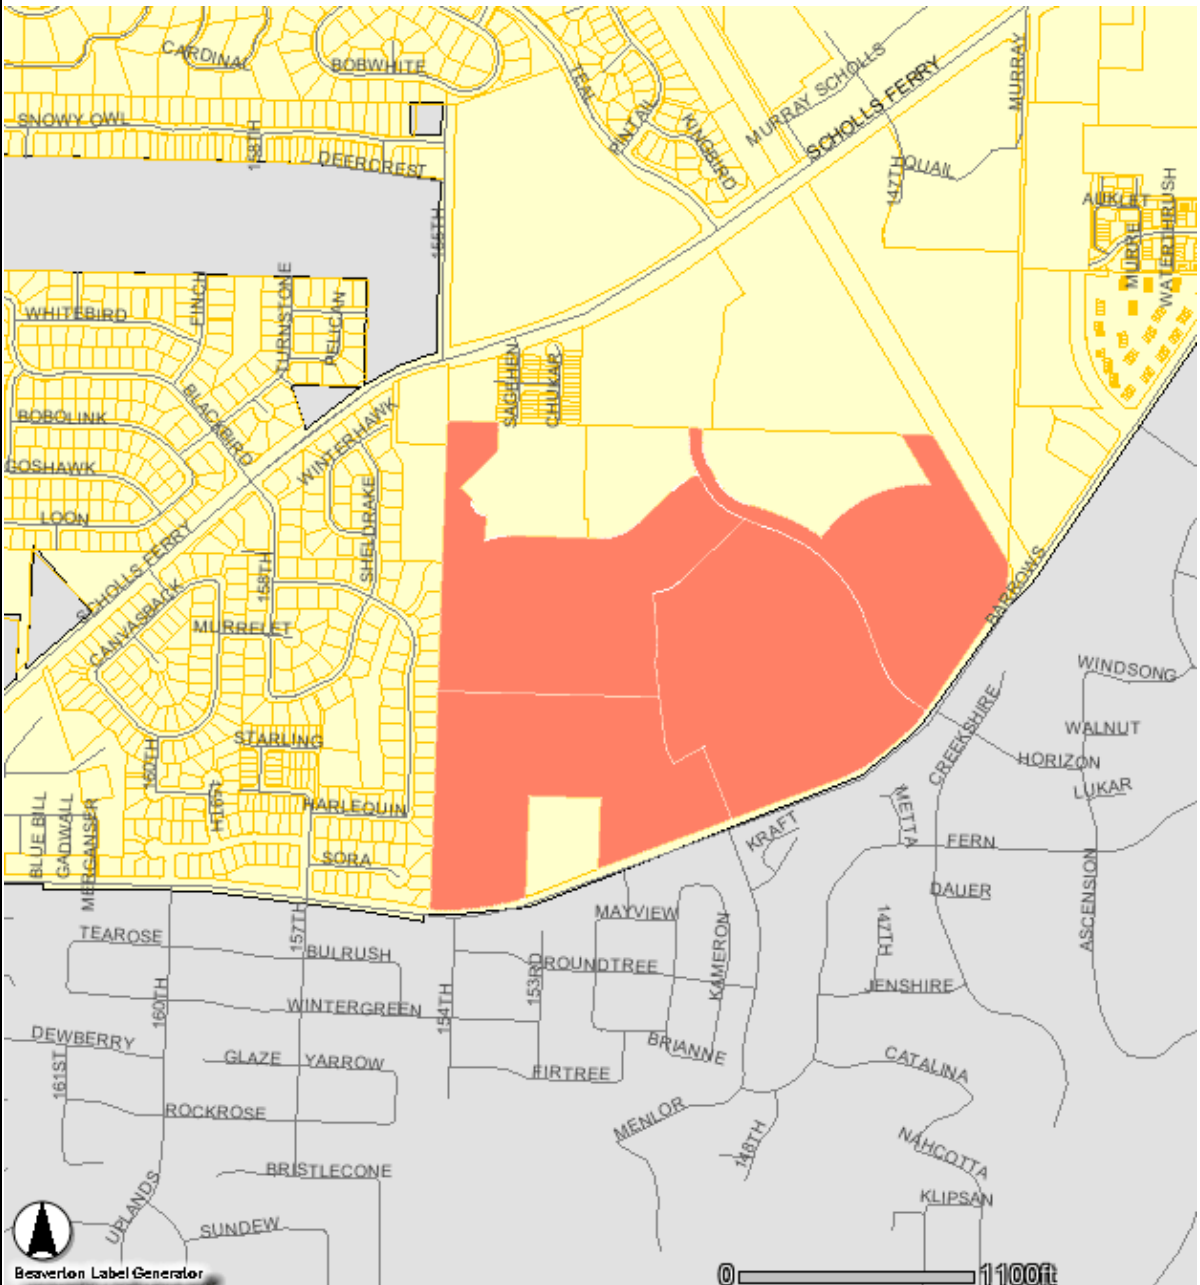 CARDINAL
BOBWHITE
TEAL
PINTAIL
KINGBIRD
MURRAY SCHOLLS
SCHOLLS FERRY
MURRAY
SNOWY OWL
158TH
DEERCREST
155TH
147TH
QUAIL
AUKLET
MURRE
WATERTHRUSH
WHITEBIRD
FINCH
TURNSTONE
PELICAN
BLACKBIRD
BOBOLINK
GOSHAWK
LOON
WINTERHAWK
SAGEHEN
CHUKAR
SHELDRAKE
SCHOLLS FERRY
158TH
CANVASBACK
MURRELET
BARROWS
STARLING
160TH
159TH
HARLEQUIN
SORA
BLUE BILL
GADWALL
MERGANSER
WINDSONG
CREEKSHIRE
WALNUT
HORIZON
LUKAR
METTA
KRAFT
FERN
DAUER
ASCENSION
157TH
TEAROSE
BULRUSH
MAYVIEW
KAMERON
147TH
ROUNDTREE
153RD
154TH
160TH
WINTERGREEN
JENSHIRE
DEWBERRY
161ST
GLAZE
YARROW
FIRTREE
BRIANNE
CATALINA
ROCKROSE
MENLOR
148TH
NAHCOTTA
BRISTLECONE
UPLANDS
SUNDEW
KLIPSAN
Beaverton Label Generator
0 1100ft